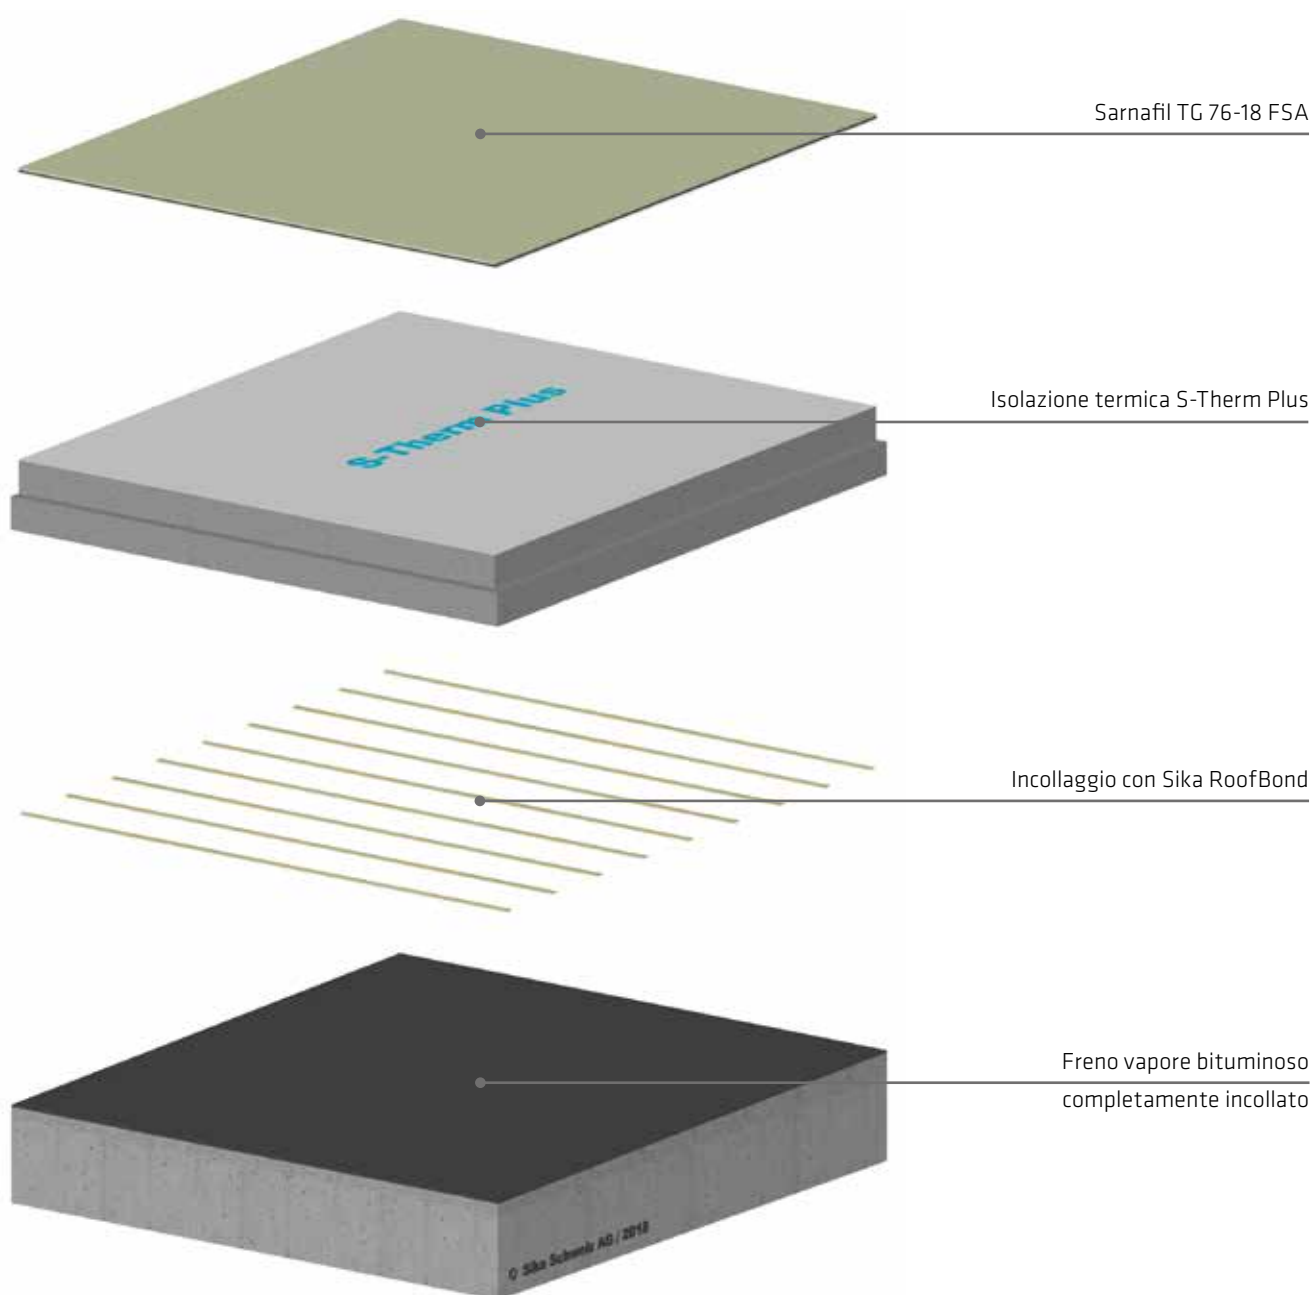 Sarnafil TG 76-18 FSA
Isolazione termica S-Therm Plus
S-Therm Plus
Incollaggio con Sika RoofBond
Freno vapore bituminoso
completamente incollato
© Sika Schweiz AG / 2018